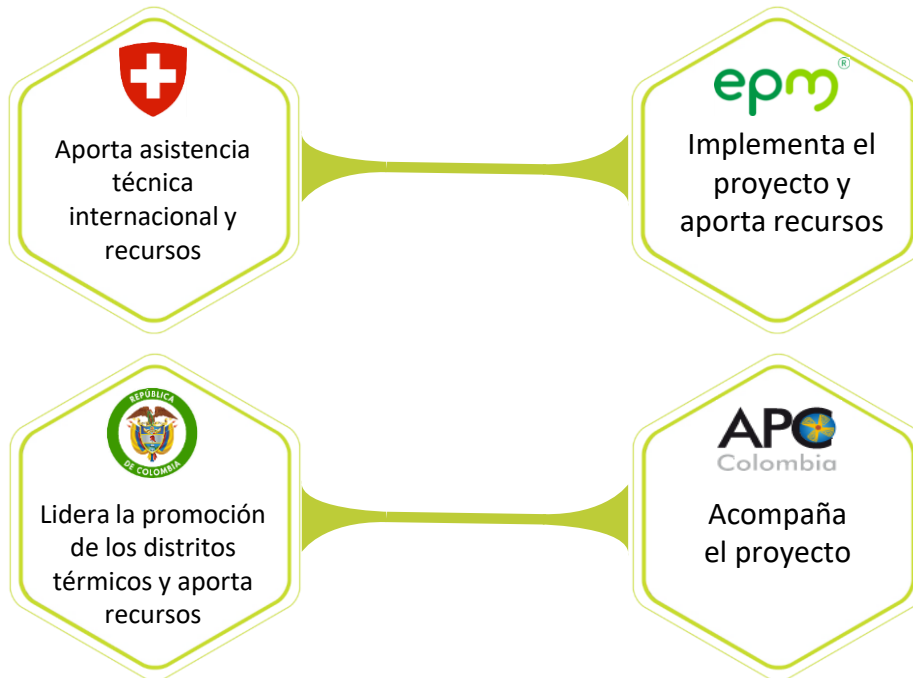 Aporta asistencia
técnica
internacional y
recursos
epm®
Implementa el
proyecto y
aporta recursos
REPÚBLICA
DE COLOMBIA
Lidera la promoción
de los distritos
térmicos y aporta
recursos
APC
Colombia
Acompaña
el proyecto